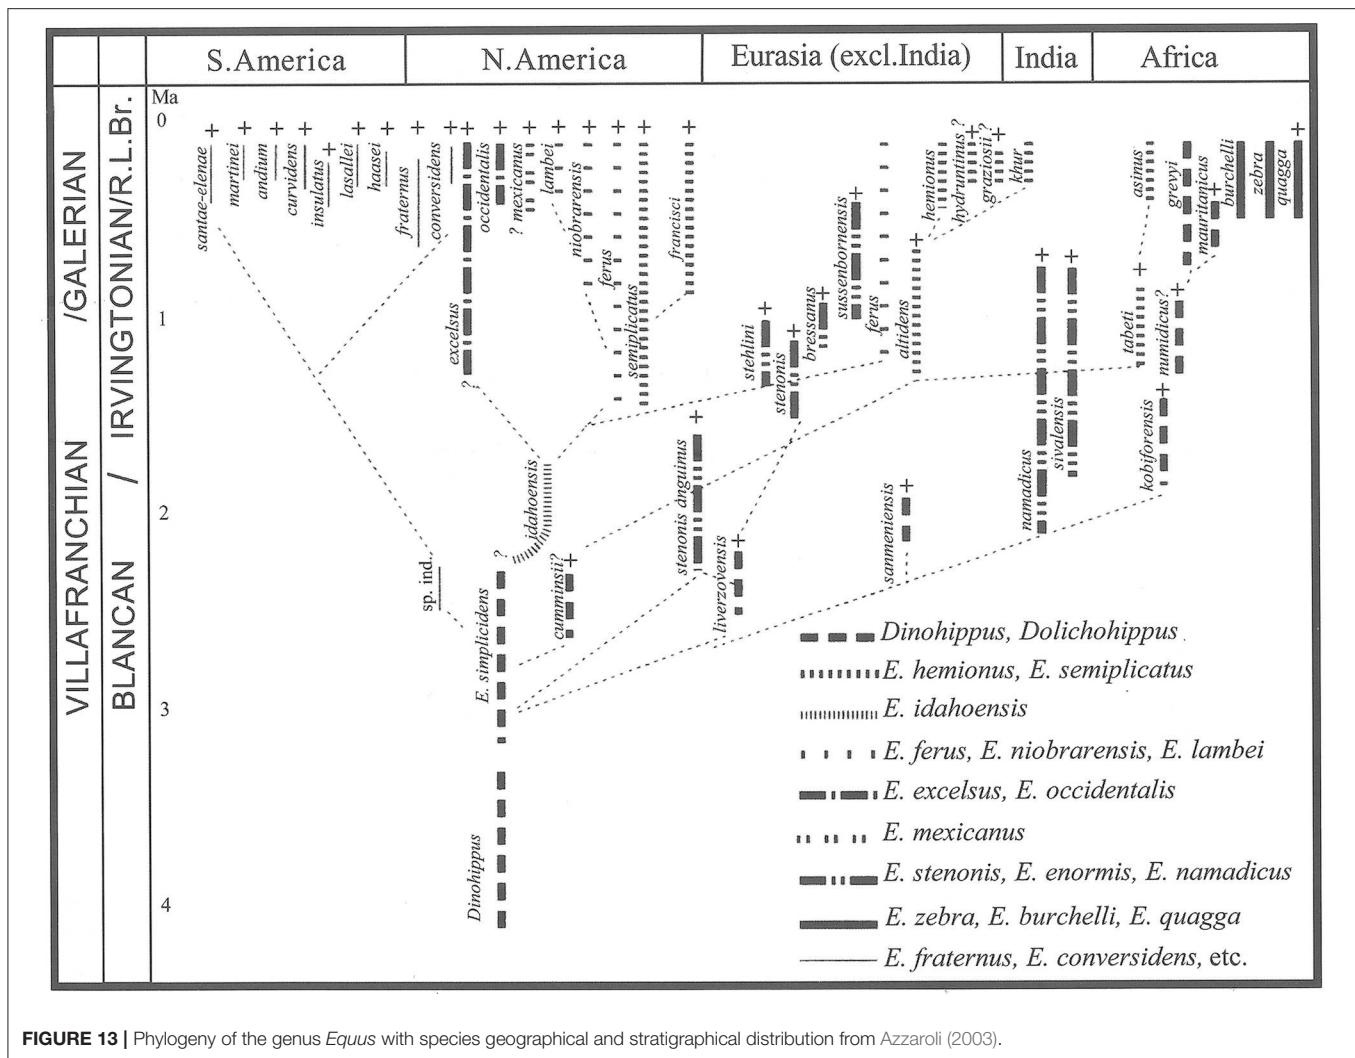 S.America
N.America
Eurasia (excl.India)
India
Africa
VILLAFRANCHIAN /GALERIAN
BLANCAN / IRVINGTONIAN/R.L.Br.
Ma
0
1
2
3
4
santae-elenae
martinei
andium
curvidens
insulatus
lasallei
haasei
fraternus
conversidens
excelsus
?
occidentalis
? mexicanus
lambei
niobrarensis
ferus
semiplicatus
francisci
idahoensis
sp. ind.
?
E. simplicidens
cumminsii?
Dinohippus
stenonis anguinus
liverzovensis
stehlini
stenonis
bressanus
sussenbornensis
ferus
altidens
hemionus
hydruntinus ?
graziosii ?
khur
sanmeniensis
namadicus
sivalensis
asinus
grevyi
mauritanicus
burchelli
zebra
quagga
tabeti
numidicus?
kobiforensis
Dinohippus, Dolichohippus
E. hemionus, E. semiplicatus
E. idahoensis
E. ferus, E. niobrarensis, E. lambei
E. excelsus, E. occidentalis
E. mexicanus
E. stenonis, E. enormis, E. namadicus
E. zebra, E. burchelli, E. quagga
E. fraternus, E. conversidens, etc.
FIGURE 13 | Phylogeny of the genus Equus with species geographical and stratigraphical distribution from Azzaroli (2003).